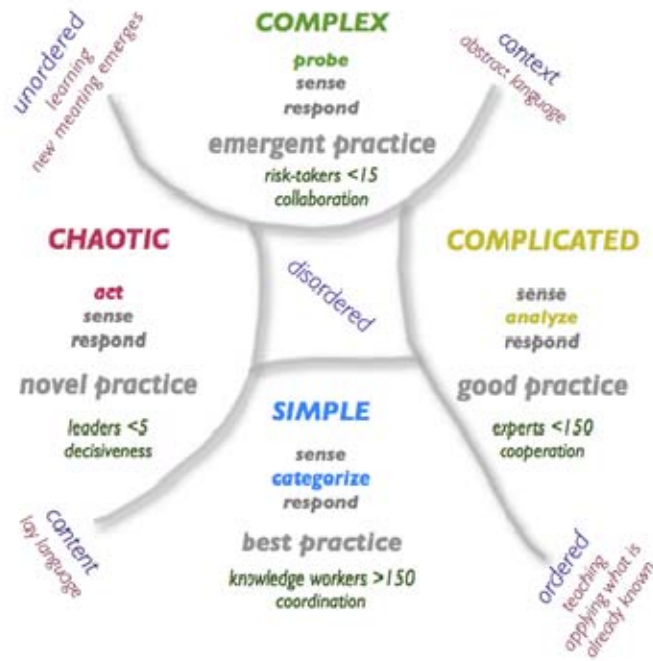 COMPLEX
probe
sense
respond
emergent practice
risk-takers <15
collaboration
unordered
learning
new meaning emerges
context
abstract language
CHAOTIC
act
sense
respond
novel practice
leaders <5
decisiveness
disordered
COMPLICATED
sense
analyze
respond
good practice
experts <150
cooperation
SIMPLE
sense
categorize
respond
best practice
knowledge workers >150
coordination
content
lay language
ordered
teaching
applying what is
already known